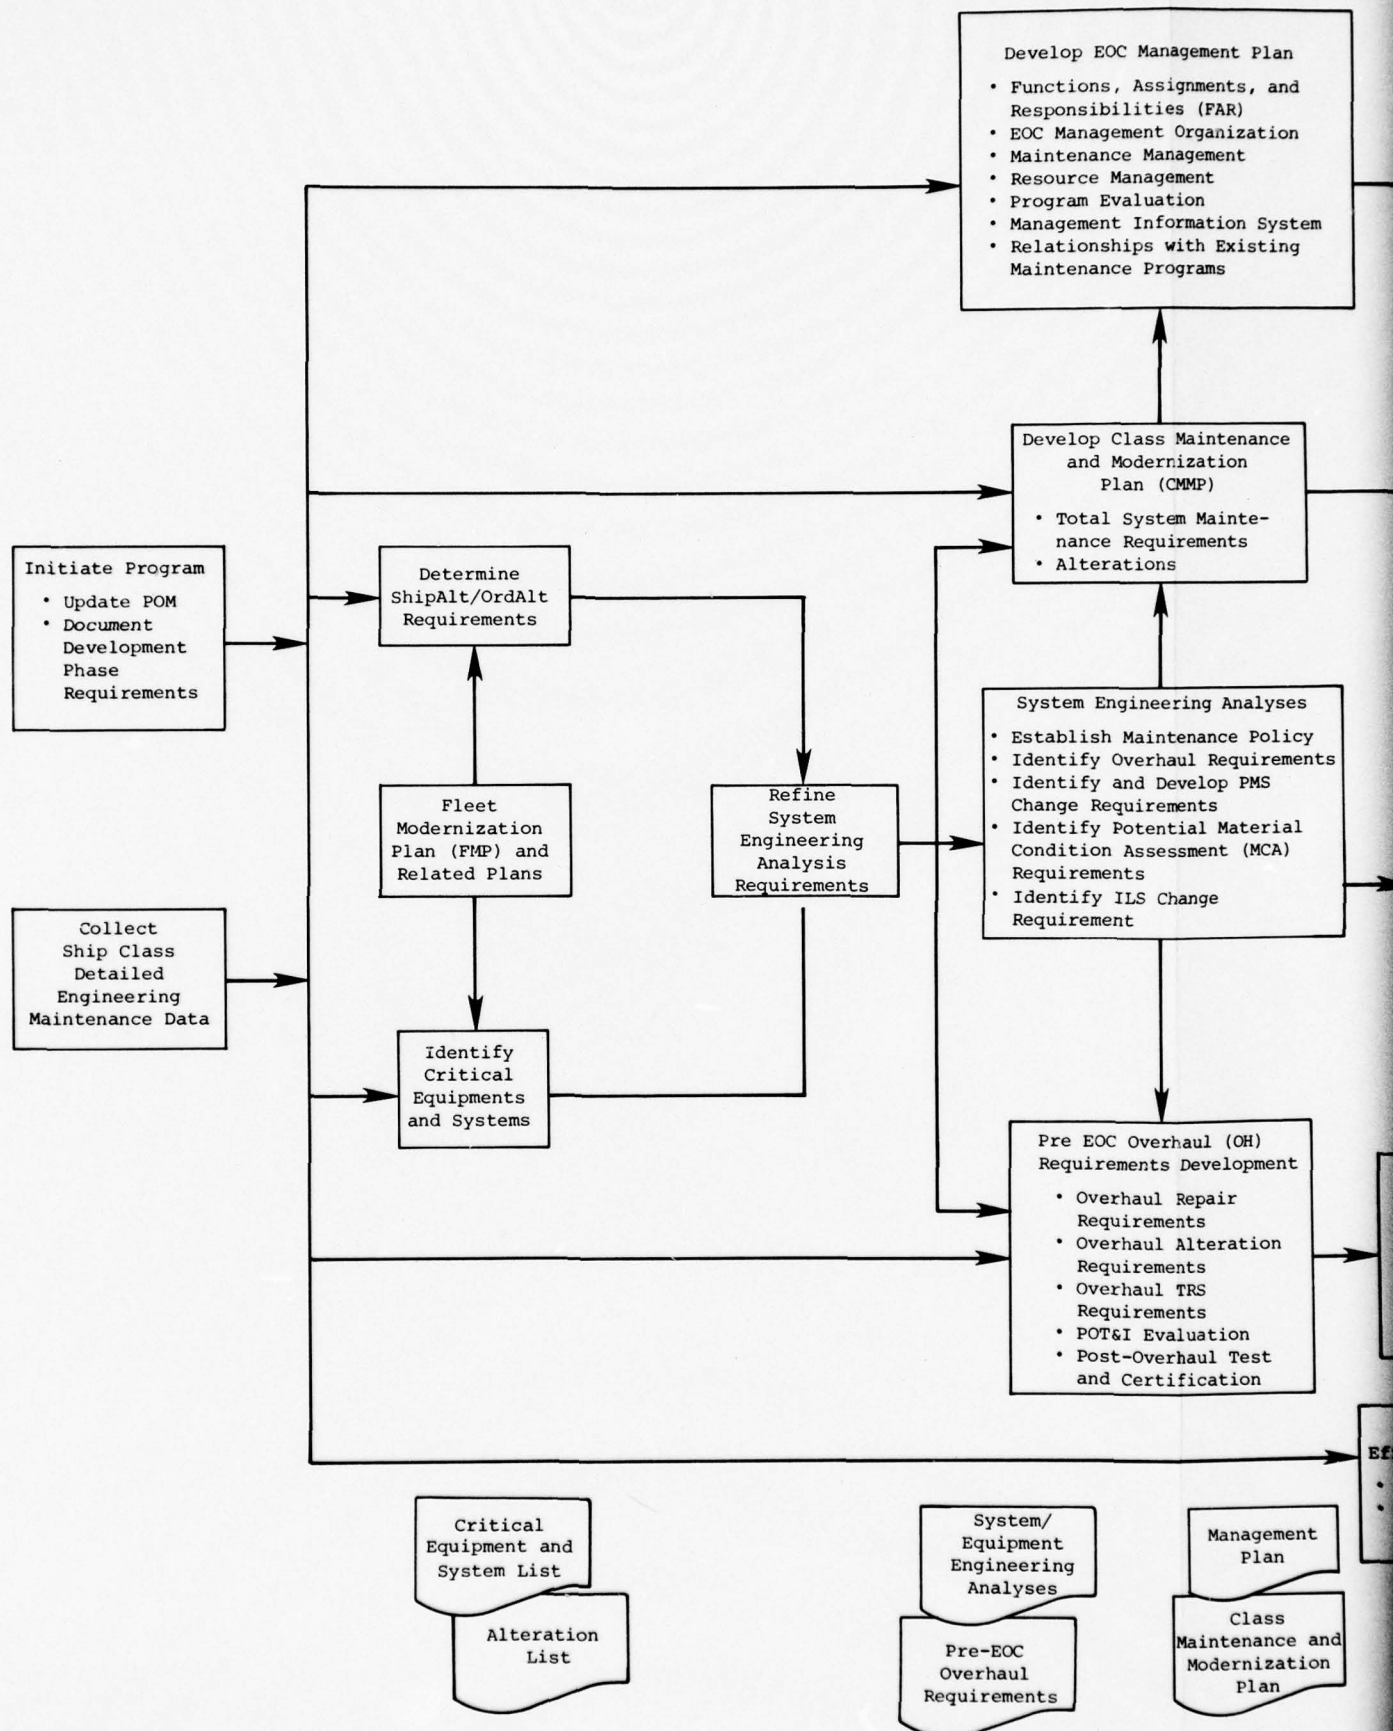 Develop EOC Management Plan
• Functions, Assignments, and
Responsibilities (FAR)
• EOC Management Organization
• Maintenance Management
• Resource Management
• Program Evaluation
• Management Information System
• Relationships with Existing
Maintenance Programs
Develop Class Maintenance
and Modernization
Plan (CMMP)
• Total System Mainte-
nance Requirements
• Alterations
Initiate Program
• Update POM
• Document
Development
Phase
Requirements
Determine
ShipAlt/OrdAlt
Requirements
Fleet
Modernization
Plan (FMP) and
Related Plans
Refine
System
Engineering
Analysis
Requirements
System Engineering Analyses
• Establish Maintenance Policy
• Identify Overhaul Requirements
• Identify and Develop PMS
Change Requirements
• Identify Potential Material
Condition Assessment (MCA)
Requirements
• Identify ILS Change
Requirement
Collect
Ship Class
Detailed
Engineering
Maintenance Data
Identify
Critical
Equipments
and Systems
Pre EOC Overhaul (OH)
Requirements Development
• Overhaul Repair
Requirements
• Overhaul Alteration
Requirements
• Overhaul TRS
Requirements
• POT&I Evaluation
• Post-Overhaul Test
and Certification
Critical
Equipment and
System List
Alteration
List
System/
Equipment
Engineering
Analyses
Pre-EOC
Overhaul
Requirements
Management
Plan
Class
Maintenance and
Modernization
Plan